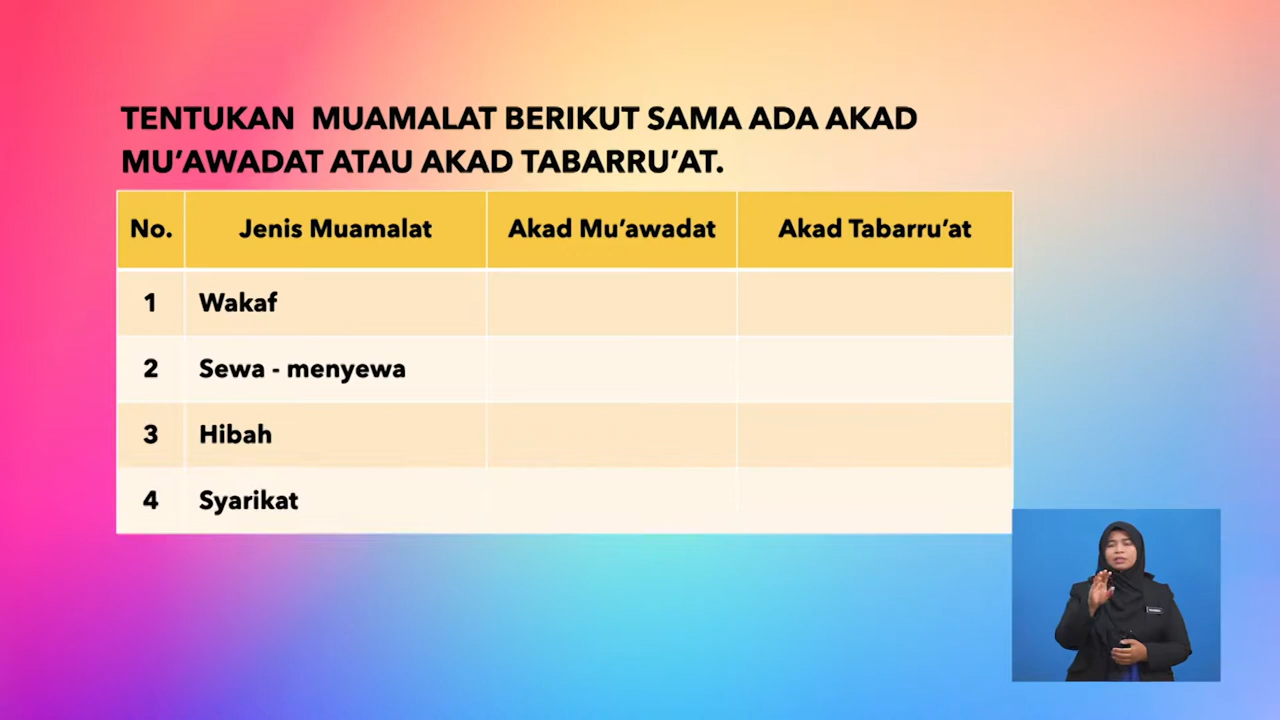 TENTUKAN MUAMALAT BERIKUT SAMA ADA AKAD
MU’AWADAT ATAU AKAD TABARRU’AT.
No. Jenis Muamalat Akad Mu’awadat Akad Tabarru’at
1 Wakaf
2 Sewa - menyewa
3 Hibah
4 Syarikat